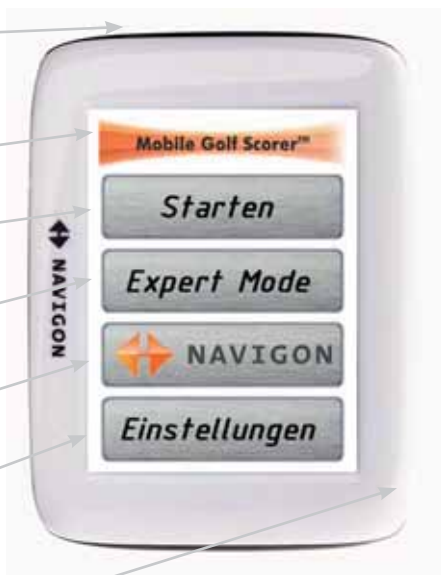 Mobile Golf Scorer™
Starten
Expert Mode
NAVIGON
Einstellungen
NAVIGON